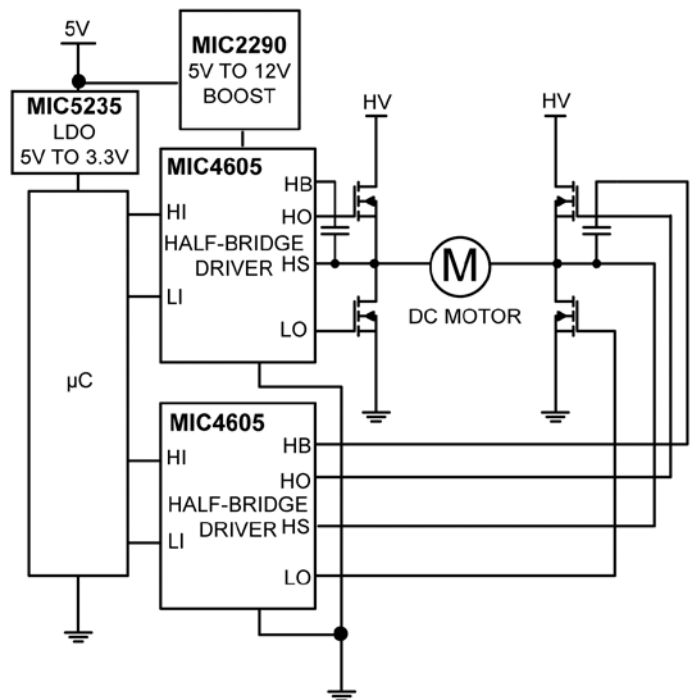 5V
MIC2290
5V TO 12V
BOOST
MIC5235
LDO
5V TO 3.3V
HV
HV
MIC4605
HB
HI
HO
HALF-BRIDGE
DRIVER
HS
LI
LO
M
DC MOTOR
µC
MIC4605
HI
HB
HO
HALF-BRIDGE
DRIVER
HS
LI
LO